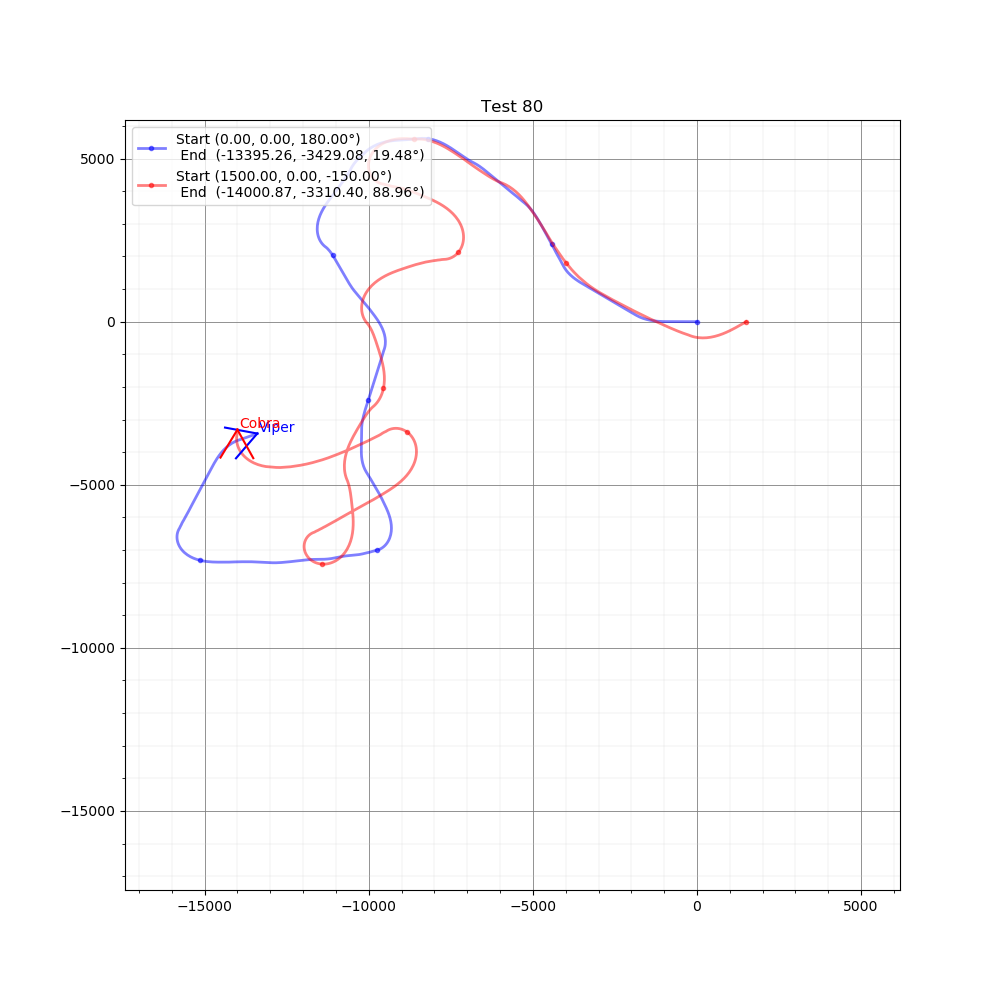 Test 80
Start (0.00, 0.00, 180.00°)
End (-13395.26, -3429.08, 19.48°)
Start (1500.00, 0.00, -150.00°)
End (-14000.87, -3310.40, 88.96°)
5000
0
−5000
−10000
−15000
Cobra
Viper
−15000 −10000 −5000 0 5000